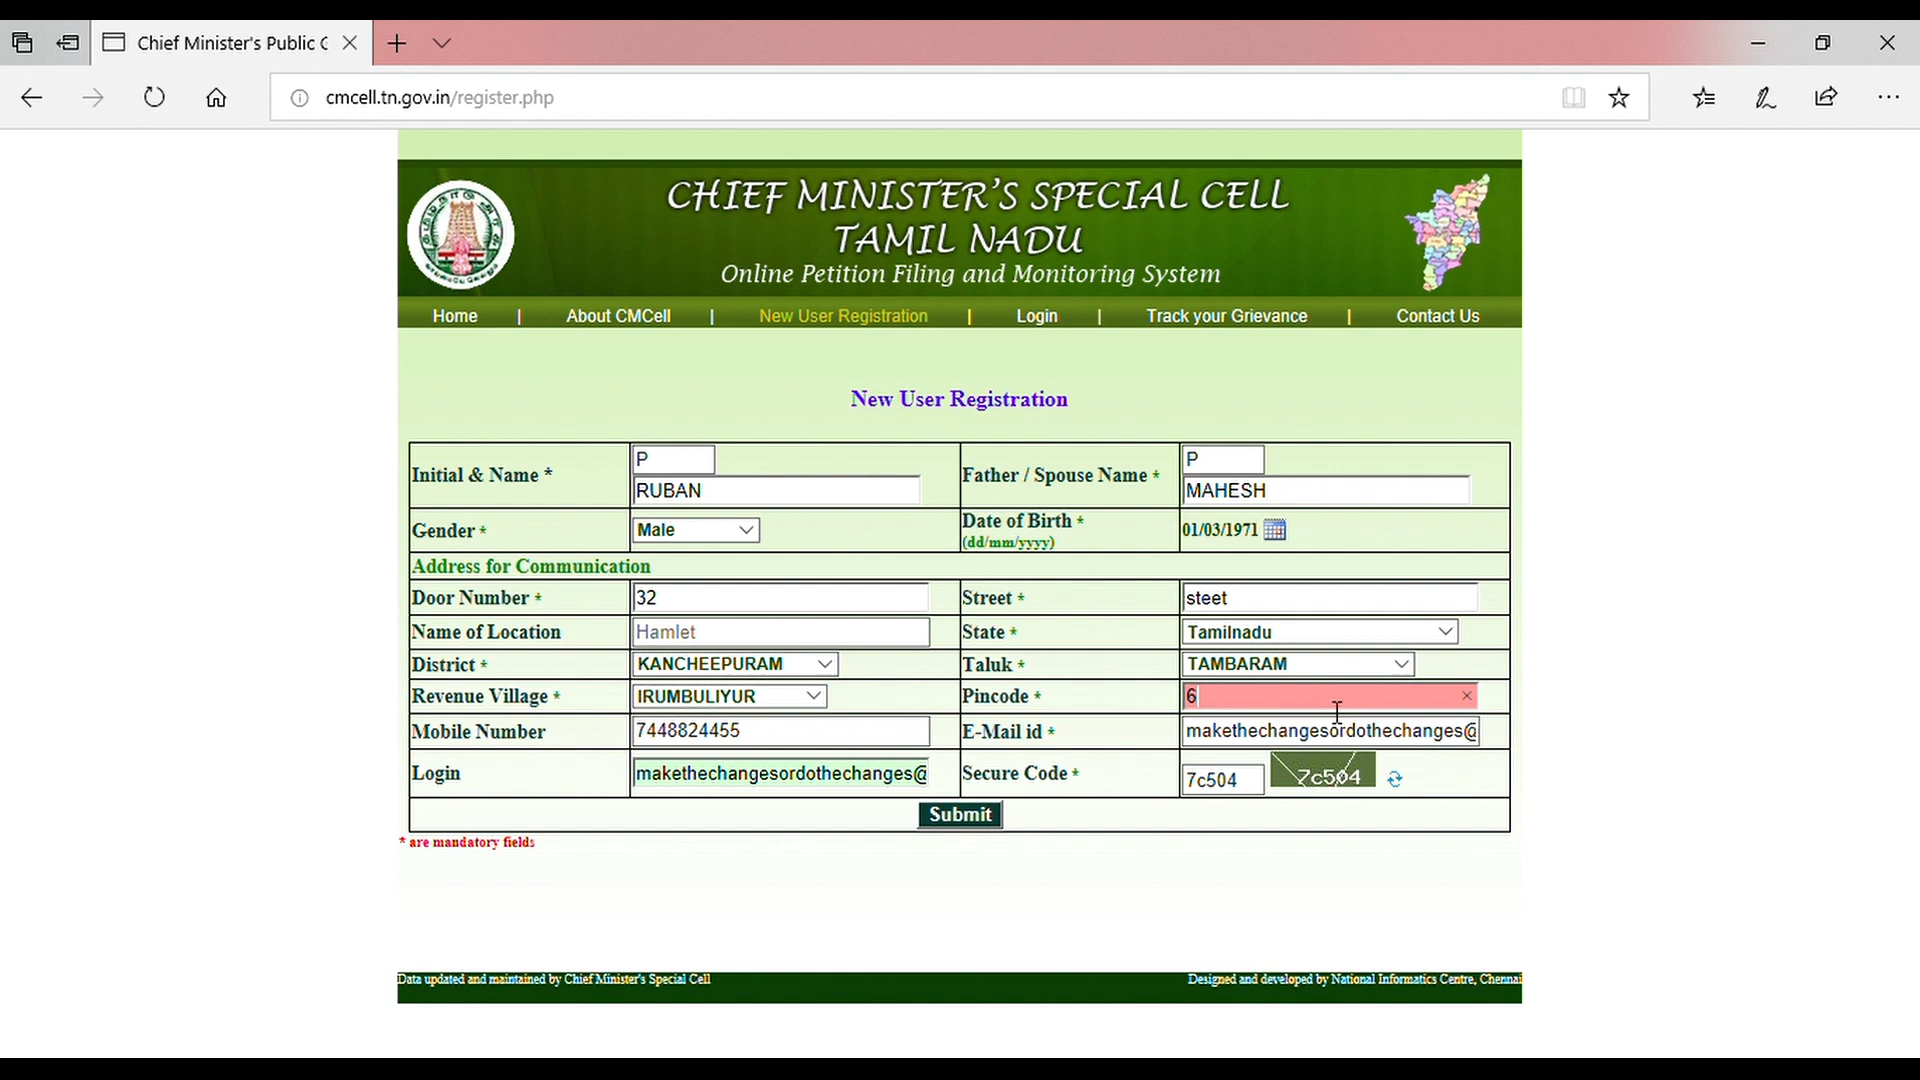 Chief Minister's Public G
cmcell.tn.gov.in/register.php
CHIEF MINISTER'S SPECIAL CELL
TAMIL NADU
Online Petition Filing and Monitoring System
Home | About CMCell | New User Registration | Login | Track your Grievance | Contact Us
New User Registration
Initial & Name * P Father / Spouse Name * P
RUBAN MAHESH
Gender * Male Date of Birth * 01/03/1971
(dd/mm/yyyy)
Address for Communication
Door Number * 32 Street * steet
Name of Location Hamlet State * Tamilnadu
District * KANCHEEPURAM Taluk * TAMBARAM
Revenue Village * IRUMBULIYUR Pincode * 6
Mobile Number 7448824455 E-Mail id * makethechangesordothechanges@
Login makethechangesordothechanges@ Secure Code * 7c504 7c504
Submit
* are mandatory fields
Data updated and maintained by Chief Minister's Special Cell Designed and developed by National Informatics Centre, Chennai